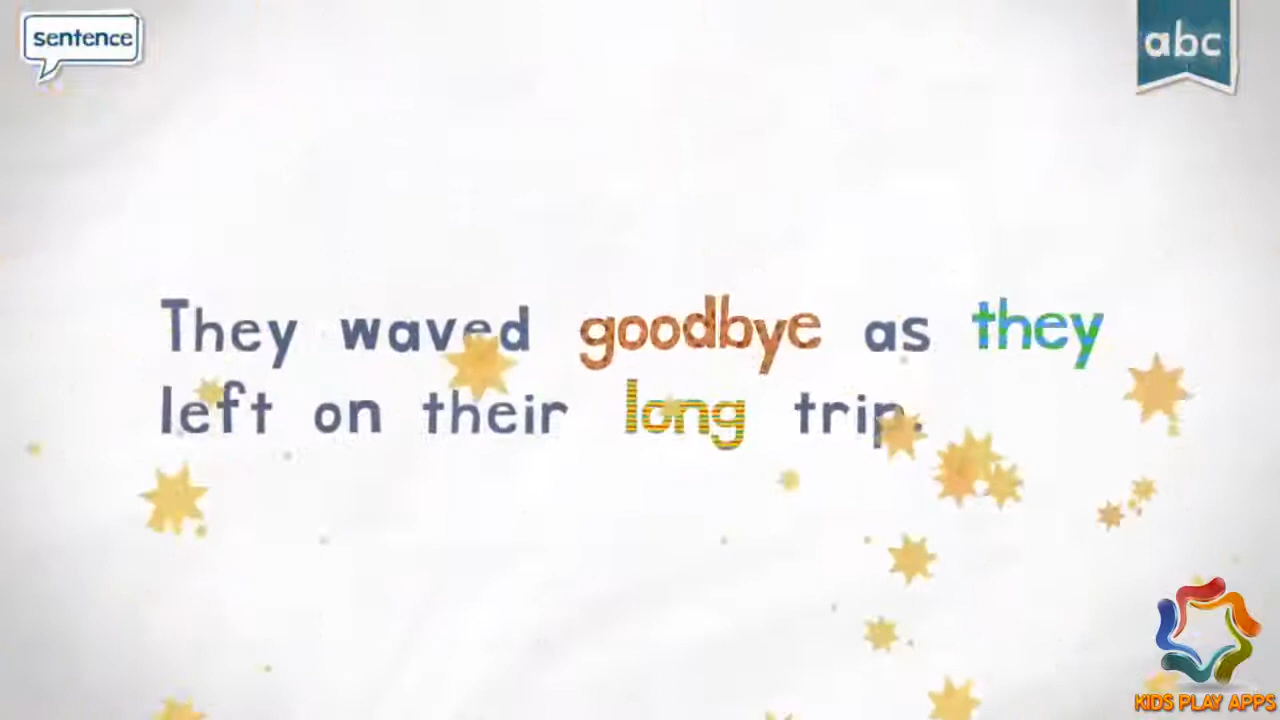 sentence
abc
They waved goodbye as they
left on their long trip.
KIDS PLAY APPS